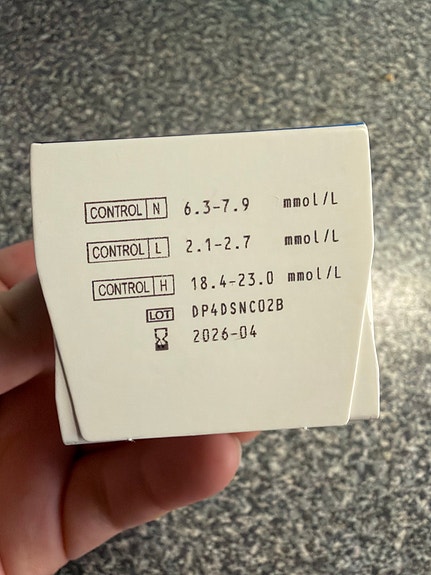 CONTROL N 6.3-7.9 mmol/L
CONTROL L 2.1-2.7 mmol/L
CONTROL H 18.4-23.0 mmol/L
LOT DP4DSNC02B
2026-04